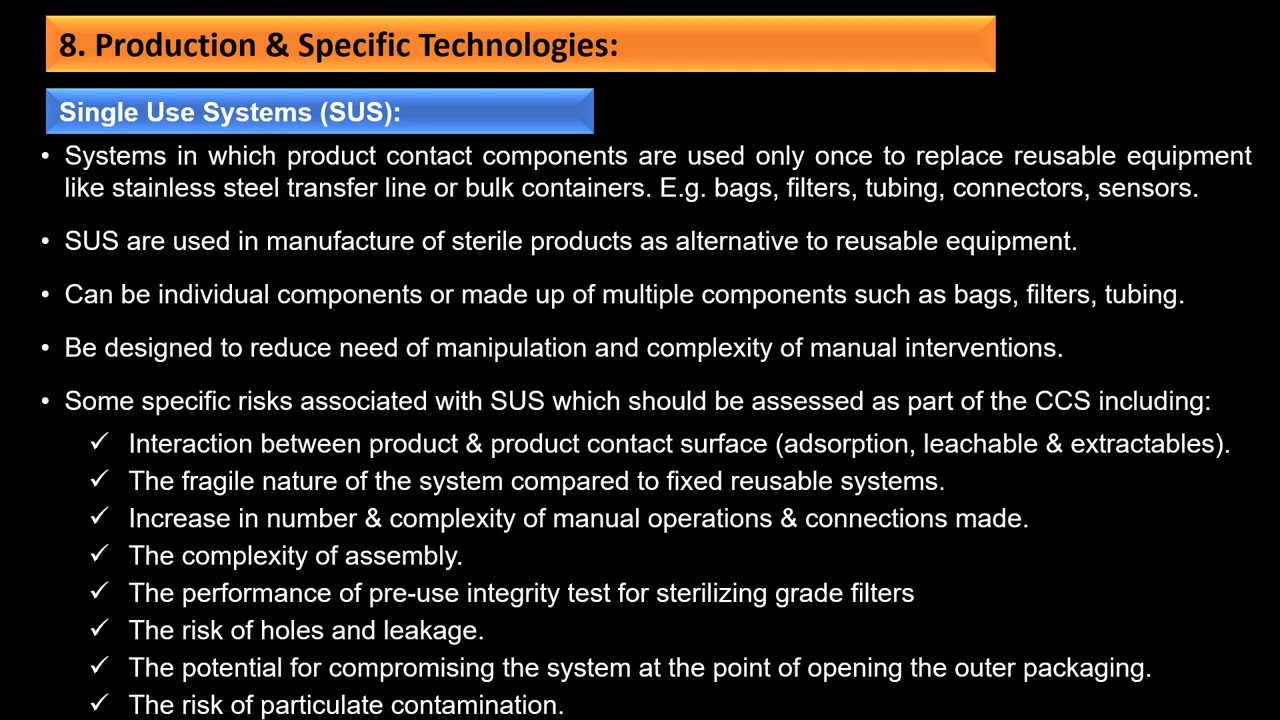 8. Production & Specific Technologies:
Single Use Systems (SUS):
• Systems in which product contact components are used only once to replace reusable equipment
like stainless steel transfer line or bulk containers. E.g. bags, filters, tubing, connectors, sensors.
• SUS are used in manufacture of sterile products as alternative to reusable equipment.
• Can be individual components or made up of multiple components such as bags, filters, tubing.
• Be designed to reduce need of manipulation and complexity of manual interventions.
• Some specific risks associated with SUS which should be assessed as part of the CCS including:
✓ Interaction between product & product contact surface (adsorption, leachable & extractables).
✓ The fragile nature of the system compared to fixed reusable systems.
✓ Increase in number & complexity of manual operations & connections made.
✓ The complexity of assembly.
✓ The performance of pre-use integrity test for sterilizing grade filters
✓ The risk of holes and leakage.
✓ The potential for compromising the system at the point of opening the outer packaging.
✓ The risk of particulate contamination.